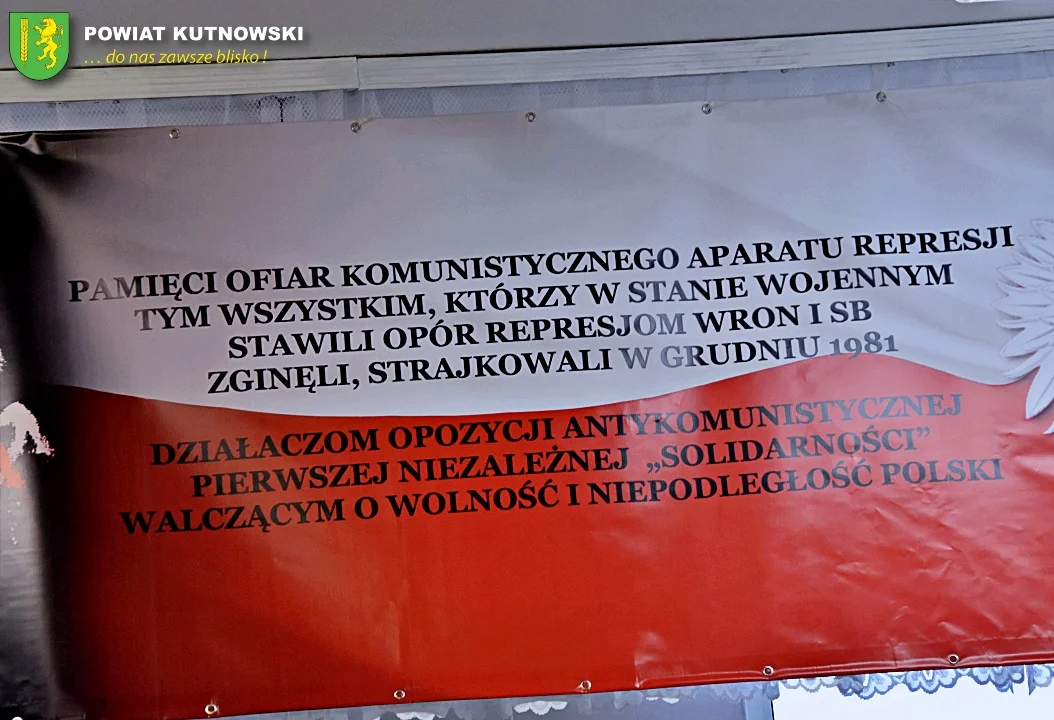 POWIAT KUTNOWSKI
... do nas zawsze blisko !
PAMIĘCI OFIAR KOMUNISTYCZNEGO APARATU REPRESJI
TYM WSZYSTKIM, KTÓRZY W STANIE WOJENNYM
STAWILI OPÓR REPRESJOM WRON I SB
ZGINĘLI, STRAJKOWALI W GRUDNIU 1981
DZIAŁACZOM OPOZYCJI ANTYKOMUNISTYCZNEJ
PIERWSZEJ NIEZALEŻNEJ „SOLIDARNOŚCI”
WALCZĄCYM O WOLNOŚĆ I NIEPODLEGŁOŚĆ POLSKI